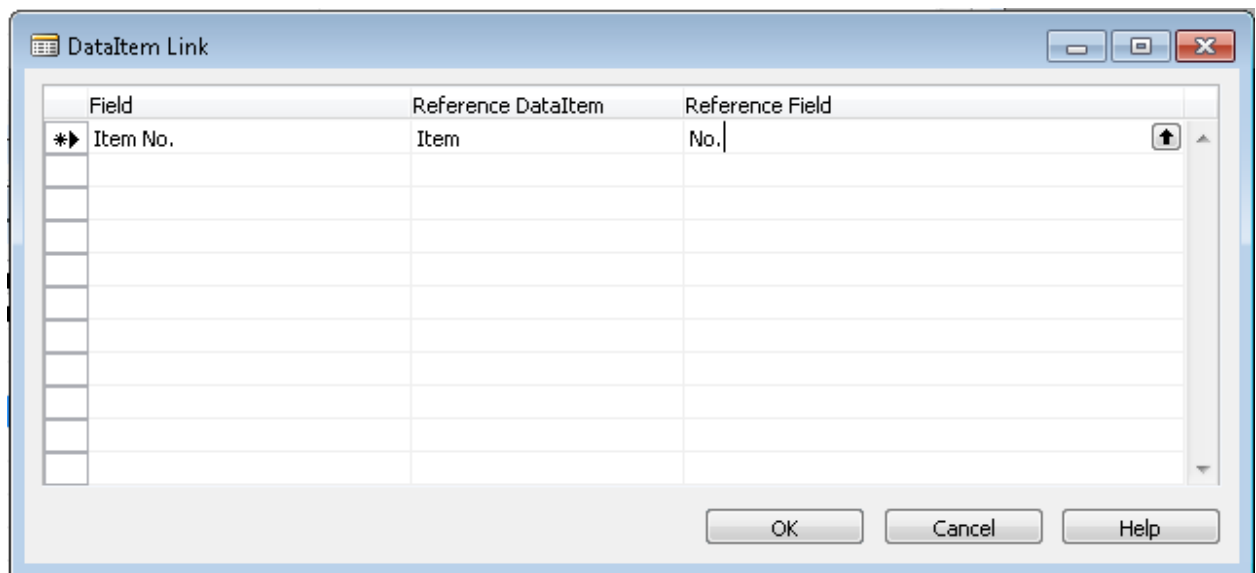 DataItem Link
Field Reference DataItem Reference Field
Item No. Item No.
OK Cancel Help